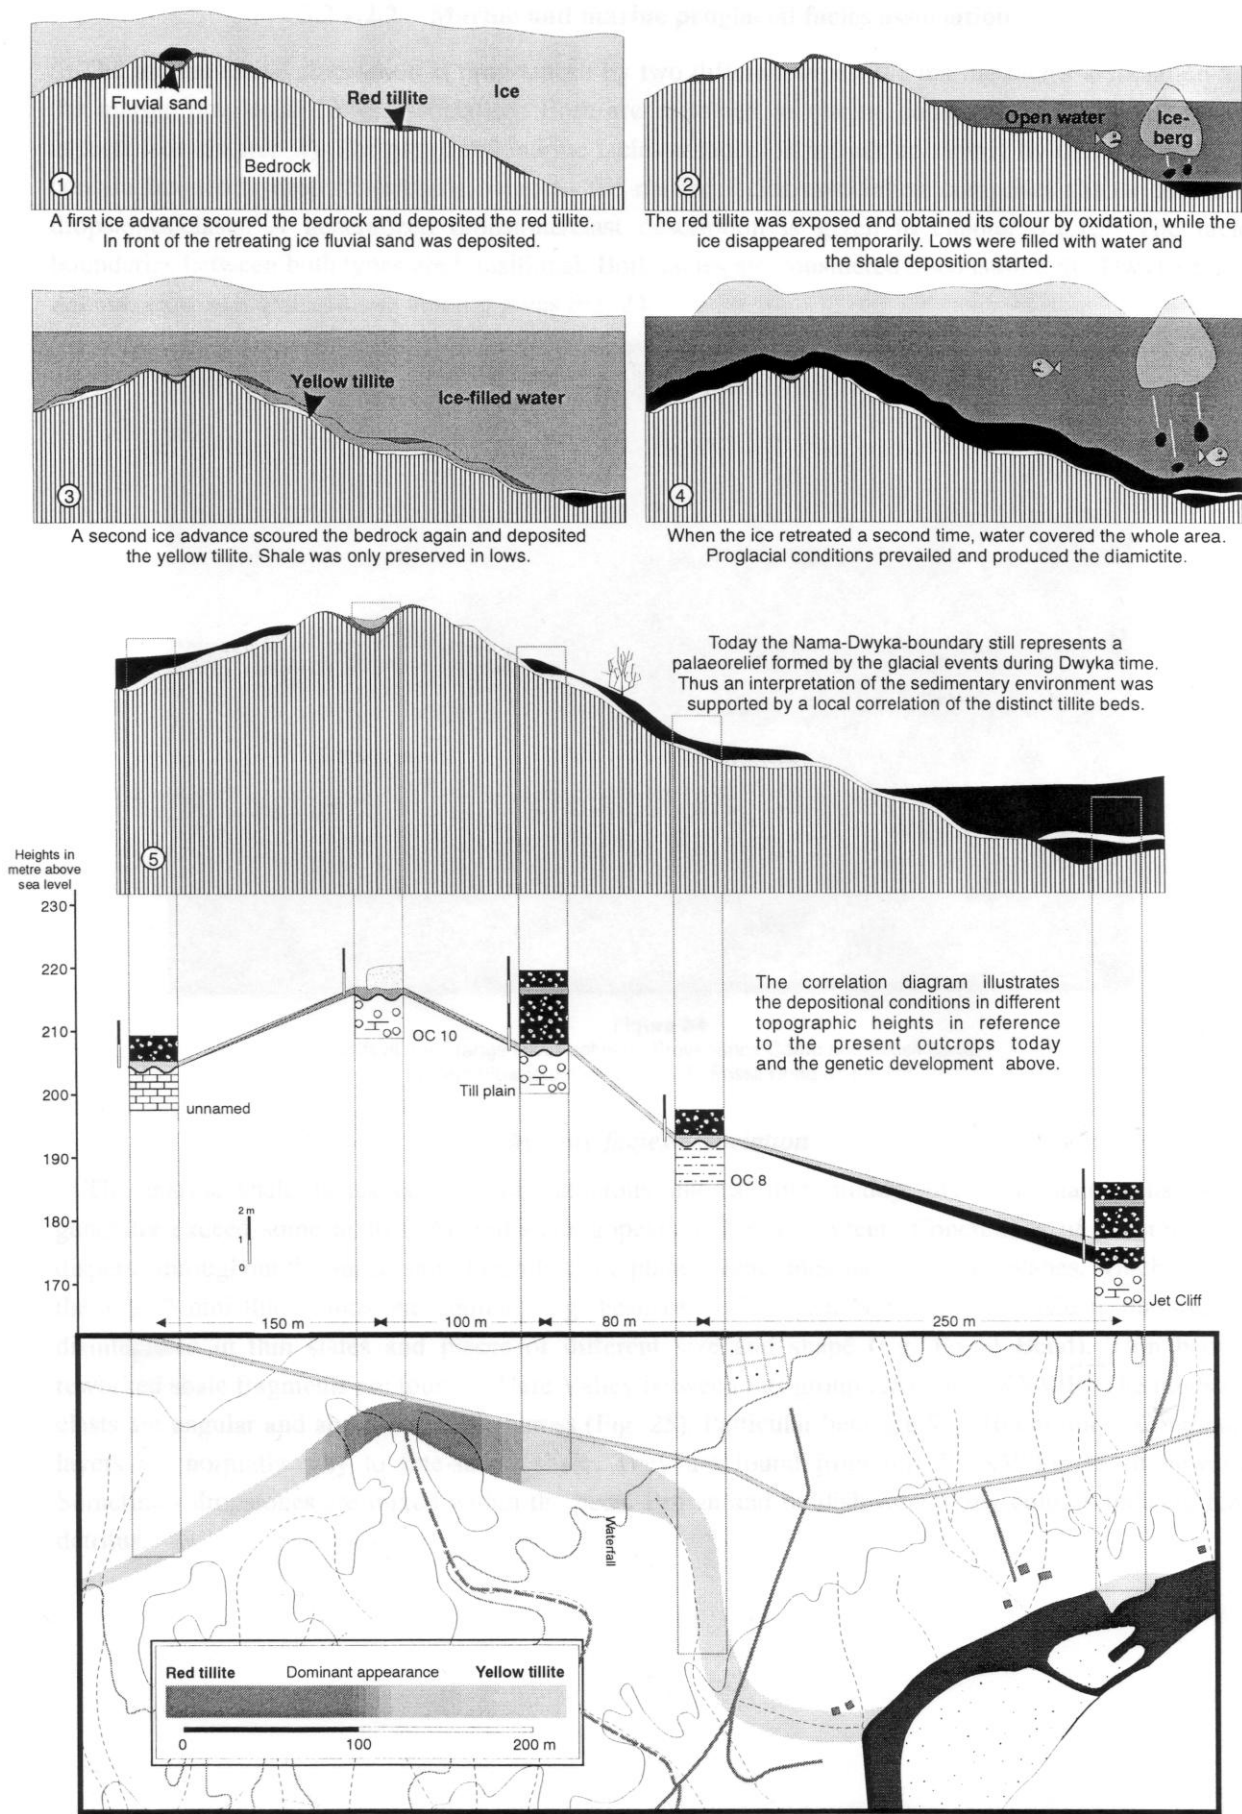 Fluvial sand
Red tillite
Ice
Bedrock
1
A first ice advance scoured the bedrock and deposited the red tillite.
In front of the retreating ice fluvial sand was deposited.
Open water
Ice-
berg
2
The red tillite was exposed and obtained its colour by oxidation, while the
ice disappeared temporarily. Lows were filled with water and
the shale deposition started.
Yellow tillite
Ice-filled water
3
A second ice advance scoured the bedrock again and deposited
the yellow tillite. Shale was only preserved in lows.
4
When the ice retreated a second time, water covered the whole area.
Proglacial conditions prevailed and produced the diamictite.
Today the Nama-Dwyka-boundary still represents a
palaeorelief formed by the glacial events during Dwyka time.
Thus an interpretation of the sedimentary environment was
supported by a local correlation of the distinct tillite beds.
5
Heights in
metre above
sea level
230
220
210
200
190
180
170
The correlation diagram illustrates
the depositional conditions in different
topographic heights in reference
to the present outcrops today
and the genetic development above.
OC 10
Till plain
unnamed
OC 8
Jet Cliff
2 m
1
0
150 m
100 m
80 m
250 m
Waterfall
Red tillite Dominant appearance Yellow tillite
0 100 200 m